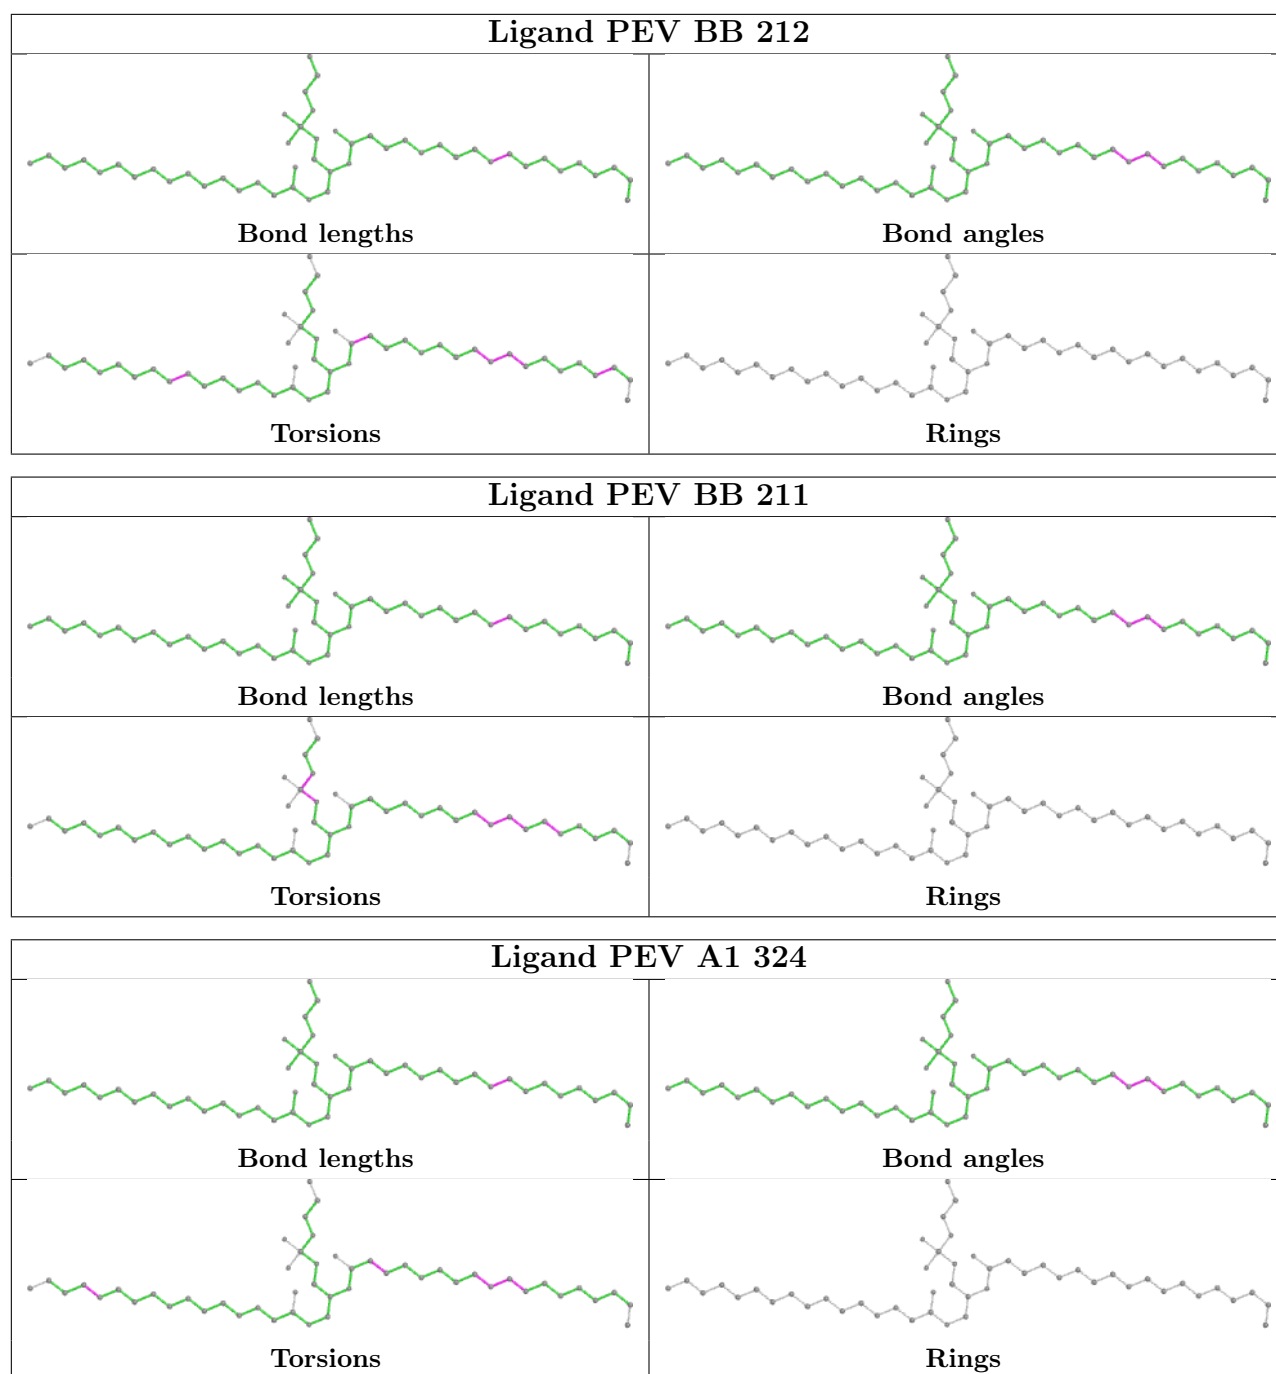 Ligand PEV BB 212
Bond lengths
Bond angles
Torsions
Rings
Ligand PEV BB 211
Bond lengths
Bond angles
Torsions
Rings
Ligand PEV A1 324
Bond lengths
Bond angles
Torsions
Rings